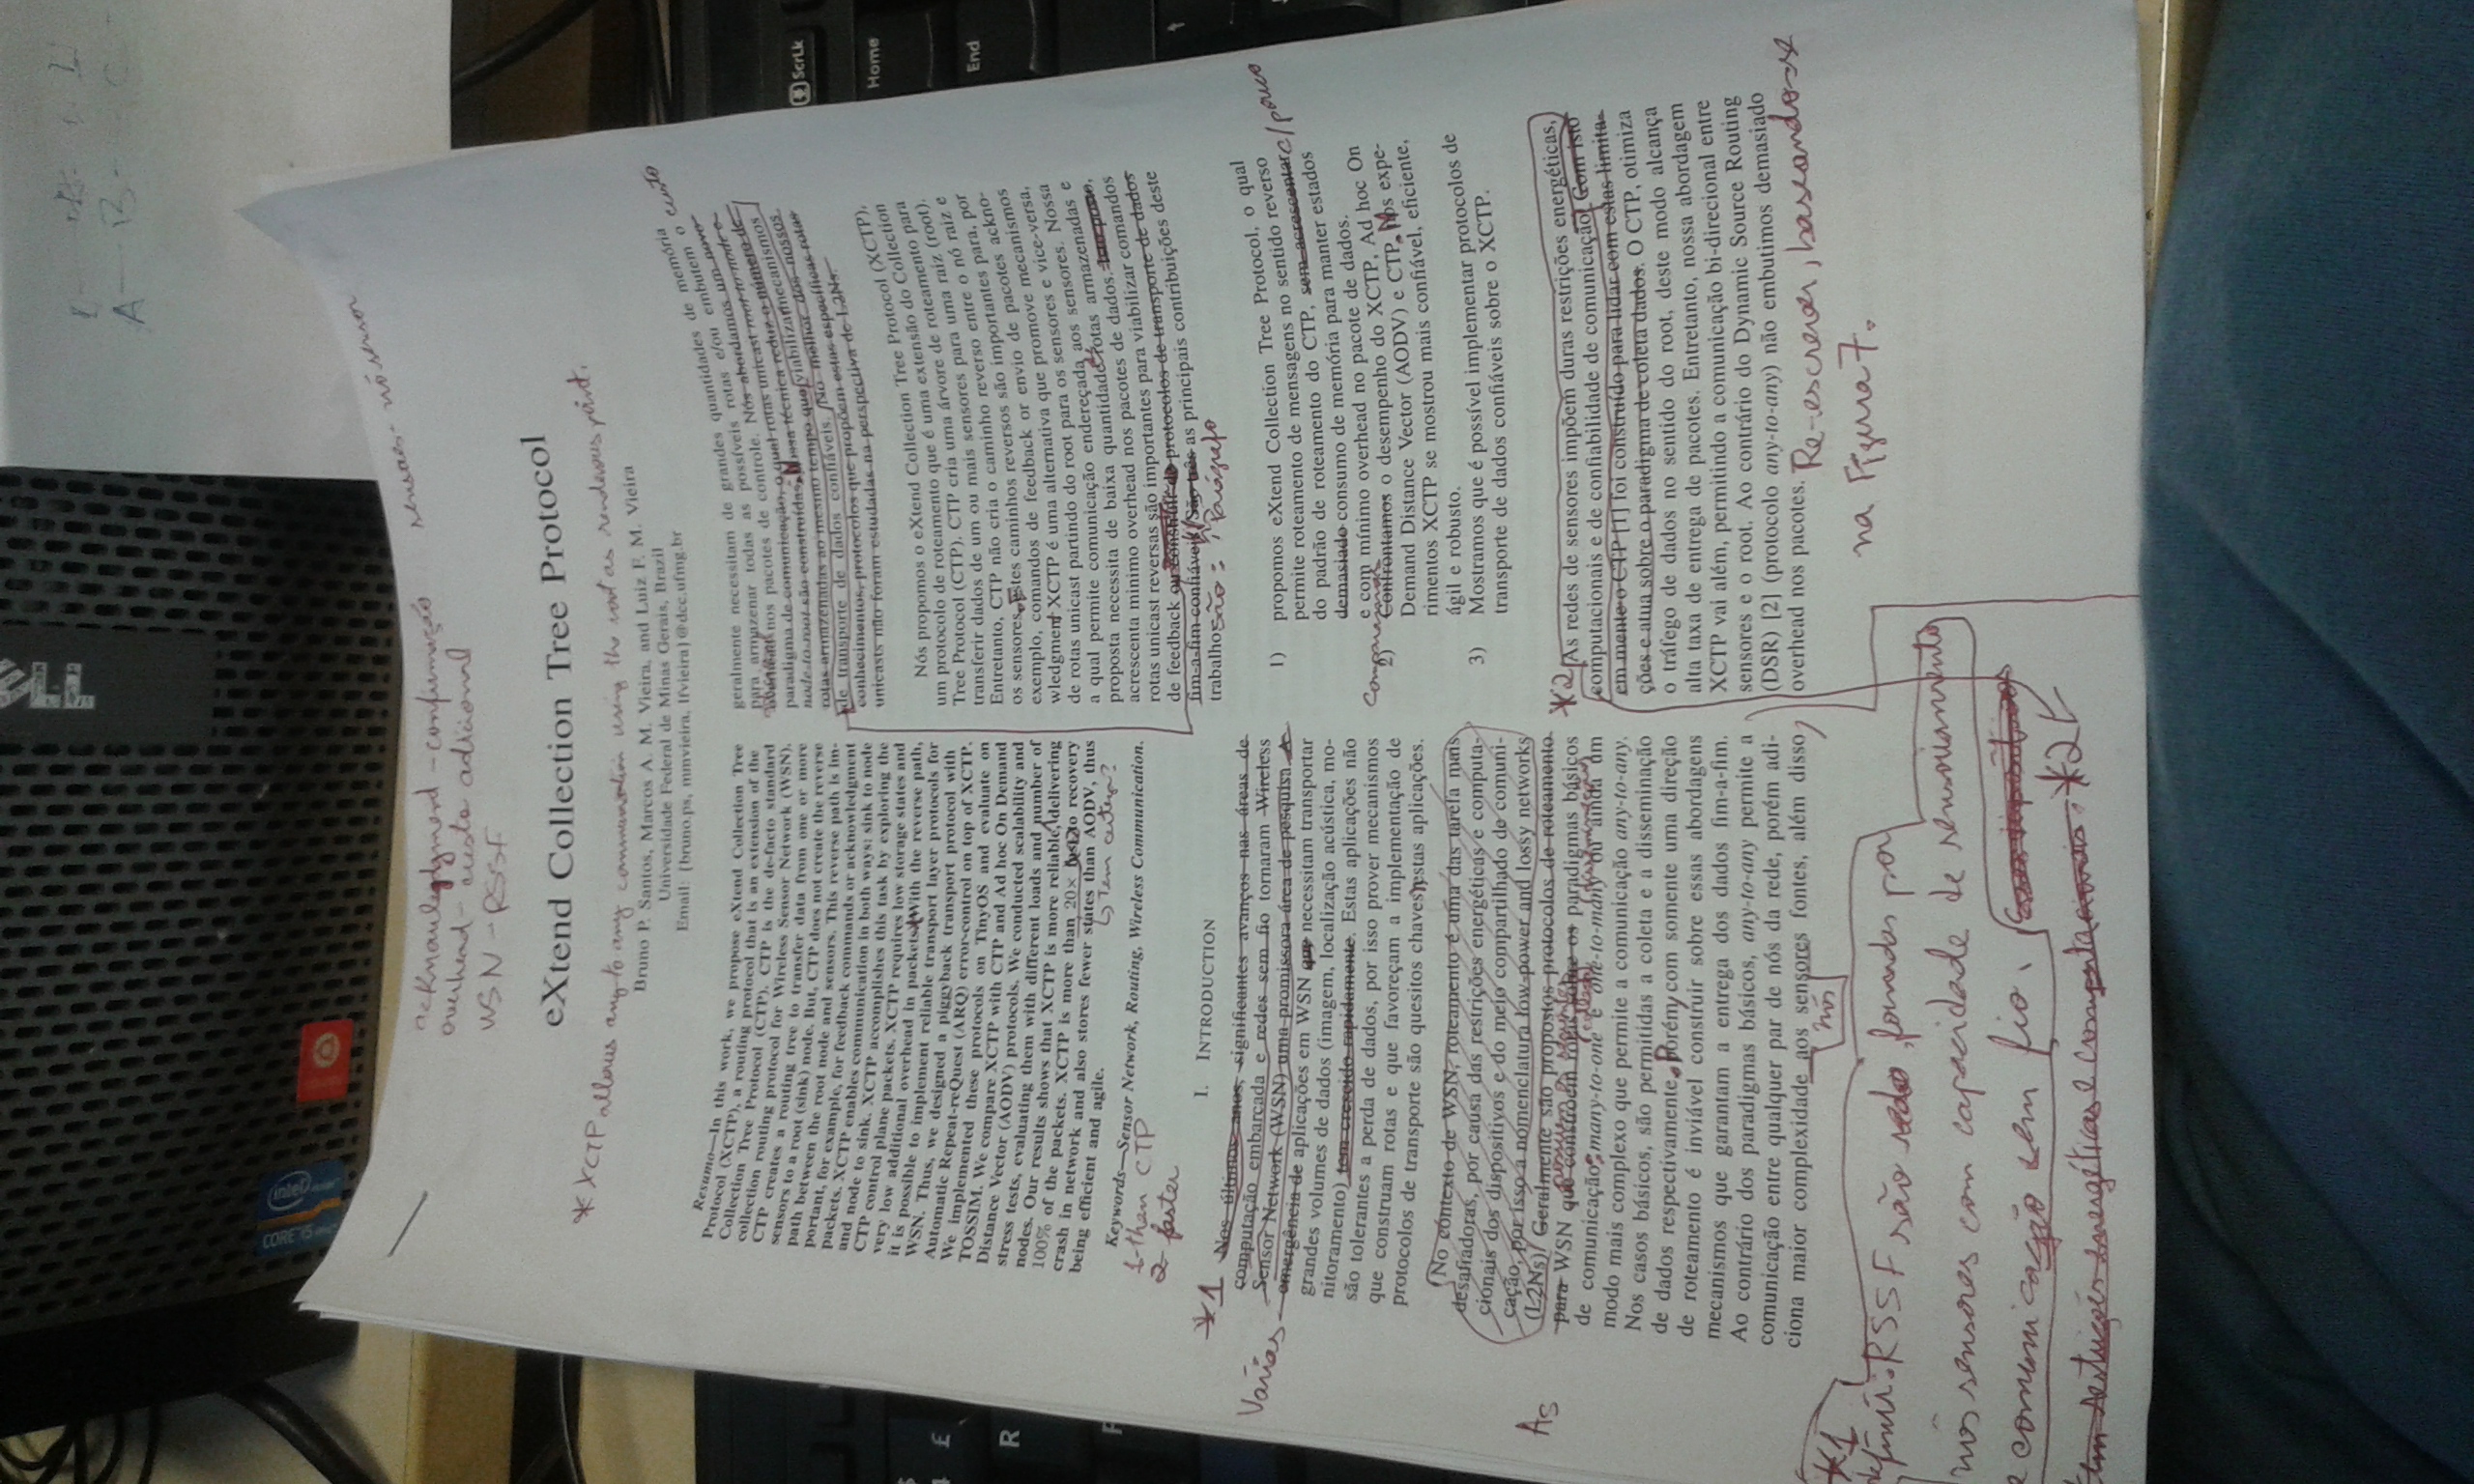 DELL
intel
CORE i5
A B C
ScrLk
Home
End
£
R
acknowledgment - confirmação
sensors - nó sensor
overhead - custo adicional
WSN - RSSF
eXtend Collection Tree Protocol
* XCTP allows any to any communication using the root as rendevous point.
Bruno P. Santos, Marcos A. M. Vieira, and Luiz F. M. Vieira
Universidade Federal de Minas Gerais, Brazil
Email: {bruno.ps, mmvieira, lfvieira}@dcc.ufmg.br
Resumo—In this work, we propose eXtend Collection Tree
Protocol (XCTP), a routing protocol that is an extension of the
Collection Tree Protocol (CTP). CTP is the de-facto standard
collection routing protocol for Wireless Sensor Network (WSN).
CTP creates a routing tree to transfer data from one or more
sensors to a root (sink) node. But, CTP does not create the reverse
path between the root node and sensors. This reverse path is im-
portant, for example, for feedback commands or acknowledgment
packets. XCTP enables communication in both ways: sink to node
and node to sink. XCTP accomplishes this task by exploring the
CTP control plane packets. XCTP requires low storage states and
very low additional overhead in packets.* With the reverse path,
it is possible to implement reliable transport layer protocols for
WSN. Thus, we designed a piggyback transport protocol with
Automatic Repeat-reQuest (ARQ) error-control on top of XCTP.
We implemented these protocols on TinyOS and evaluate on
TOSSIM. We compare XCTP with CTP and Ad hoc On Demand
Distance Vector (AODV) protocols. We conducted scalability and
stress tests, evaluating them with different loads and number of
nodes. Our results shows that XCTP is more reliable, delivering
100% of the packets. XCTP is more than 20× to recovery
crash in network and also stores fewer states than AODV, thus
being efficient and agile.
Tem certeza?
Keywords—Sensor Network, Routing, Wireless Communication.
1- than CTP
2- faster
I. INTRODUCTION
*1 Nos últimos anos, significantes avanços nas áreas de
computação embarcada e redes sem fio tornaram Wireless
Varias
Sensor Network (WSN) uma promissora área de pesquisa. A
emergência de aplicações em WSN que necessitam transportar
grandes volumes de dados (imagem, localização acústica, mo-
nitoramento) tem crescido rapidamente. Estas aplicações não
são tolerantes a perda de dados, por isso prover mecanismos
que construam rotas e que favoreçam a implementação de
protocolos de transporte são quesitos chaves nestas aplicações.
No contexto de WSN, roteamento é uma das tarefa mais
desafiadoras, por causa das restrições energéticas e computa-
cionais dos dispositivos e do meio compartilhado de comuni-
cação, por isso a nomenclatura low-power and lossy networks
As
(L2Ns). Geralmente são propostos protocolos de roteamento
para WSN que constroem rotas sobre os paradigmas básicos
de comunicação: many-to-one e one-to-many ou ainda um
modo mais complexo que permite a comunicação any-to-any.
Nos casos básicos, são permitidas a coleta e a disseminação
de dados respectivamente. Porém, com somente uma direção
de roteamento é inviável construir sobre essas abordagens
mecanismos que garantam a entrega dos dados fim-a-fim.
Ao contrário dos paradigmas básicos, any-to-any permite a
comunicação entre qualquer par de nós da rede, porém adi-
ciona maior complexidade aos sensores fontes, além disso,
nós
*1
definir: RSSF são redes, formadas por
nós sensores com capacidade de sensoriamento
e comunicação sem fio.
tem restrições energéticas e computacionais. *2
geralmente necessitam de grandes quantidades de memória
para armazenar todas as possíveis rotas e/ou embutem o custo
nos pacotes de controle. Nós abordamos um novo
paradigma de comunicação, o qual rotas unicast root-to-node e
node-to-root são construídas. Nossa técnica reduz o número de
rotas armazenadas ao mesmo tempo que viabiliza mecanismos
de transporte de dados confiáveis. No melhor dos nossos
conhecimentos, protocolos que propõem estas específicas rotas
unicasts não foram estudadas na perspectiva de L2Ns.
Nós propomos o eXtend Collection Tree Protocol (XCTP),
um protocolo de roteamento que é uma extensão do Collection
Tree Protocol (CTP). CTP cria uma árvore de roteamento para
transferir dados de um ou mais sensores para uma raiz (root).
Entretanto, CTP não cria o caminho reverso entre o nó raiz e
os sensores. Estes caminhos reversos são importantes para, por
exemplo, comandos de feedback or envio de pacotes ackno-
wledgment XCTP é uma alternativa que promove mecanismos
de rotas unicast partindo do root para os sensores e vice-versa,
a qual permite comunicação endereçada aos sensores. Nossa
proposta necessita de baixa quantidade rotas armazenadas e
acrescenta mínimo overhead nos pacotes de dados. Isto posto,
rotas unicast reversas são importantes para viabilizar comandos
de feedback ou construir de protocolos de transporte de dados
fim-a-fim confiáveis. São três as principais contribuições deste
trabalho são: Parágrafo
1) propomos eXtend Collection Tree Protocol, o qual
permite roteamento de mensagens no sentido reverso
do padrão de roteamento do CTP, sem acrescentar c/ pouco
demasiado consumo de memória para manter estados
e com mínimo overhead no pacote de dados.
Comparamos
2) Confrontamos o desempenho do XCTP, Ad hoc On
Demand Distance Vector (AODV) e CTP. Nos expe-
rimentos XCTP se mostrou mais confiável, eficiente,
ágil e robusto.
3) Mostramos que é possível implementar protocolos de
transporte de dados confiáveis sobre o XCTP.
*2 As redes de sensores impõem duras restrições energéticas,
computacionais e de confiabilidade de comunicação. Com isto
em mente o CTP [1] foi construído para lidar com estas limita-
ções e atua sobre o paradigma de coleta dados. O CTP, otimiza
o tráfego de dados no sentido do root, deste modo alcança
alta taxa de entrega de pacotes. Entretanto, nossa abordagem
XCTP vai além, permitindo a comunicação bi-direcional entre
sensores e o root. Ao contrário do Dynamic Source Routing
(DSR) [2] (protocolo any-to-any) não embutimos demasiado
overhead nos pacotes. Re-escrever, baseando-se
na Figura 7.